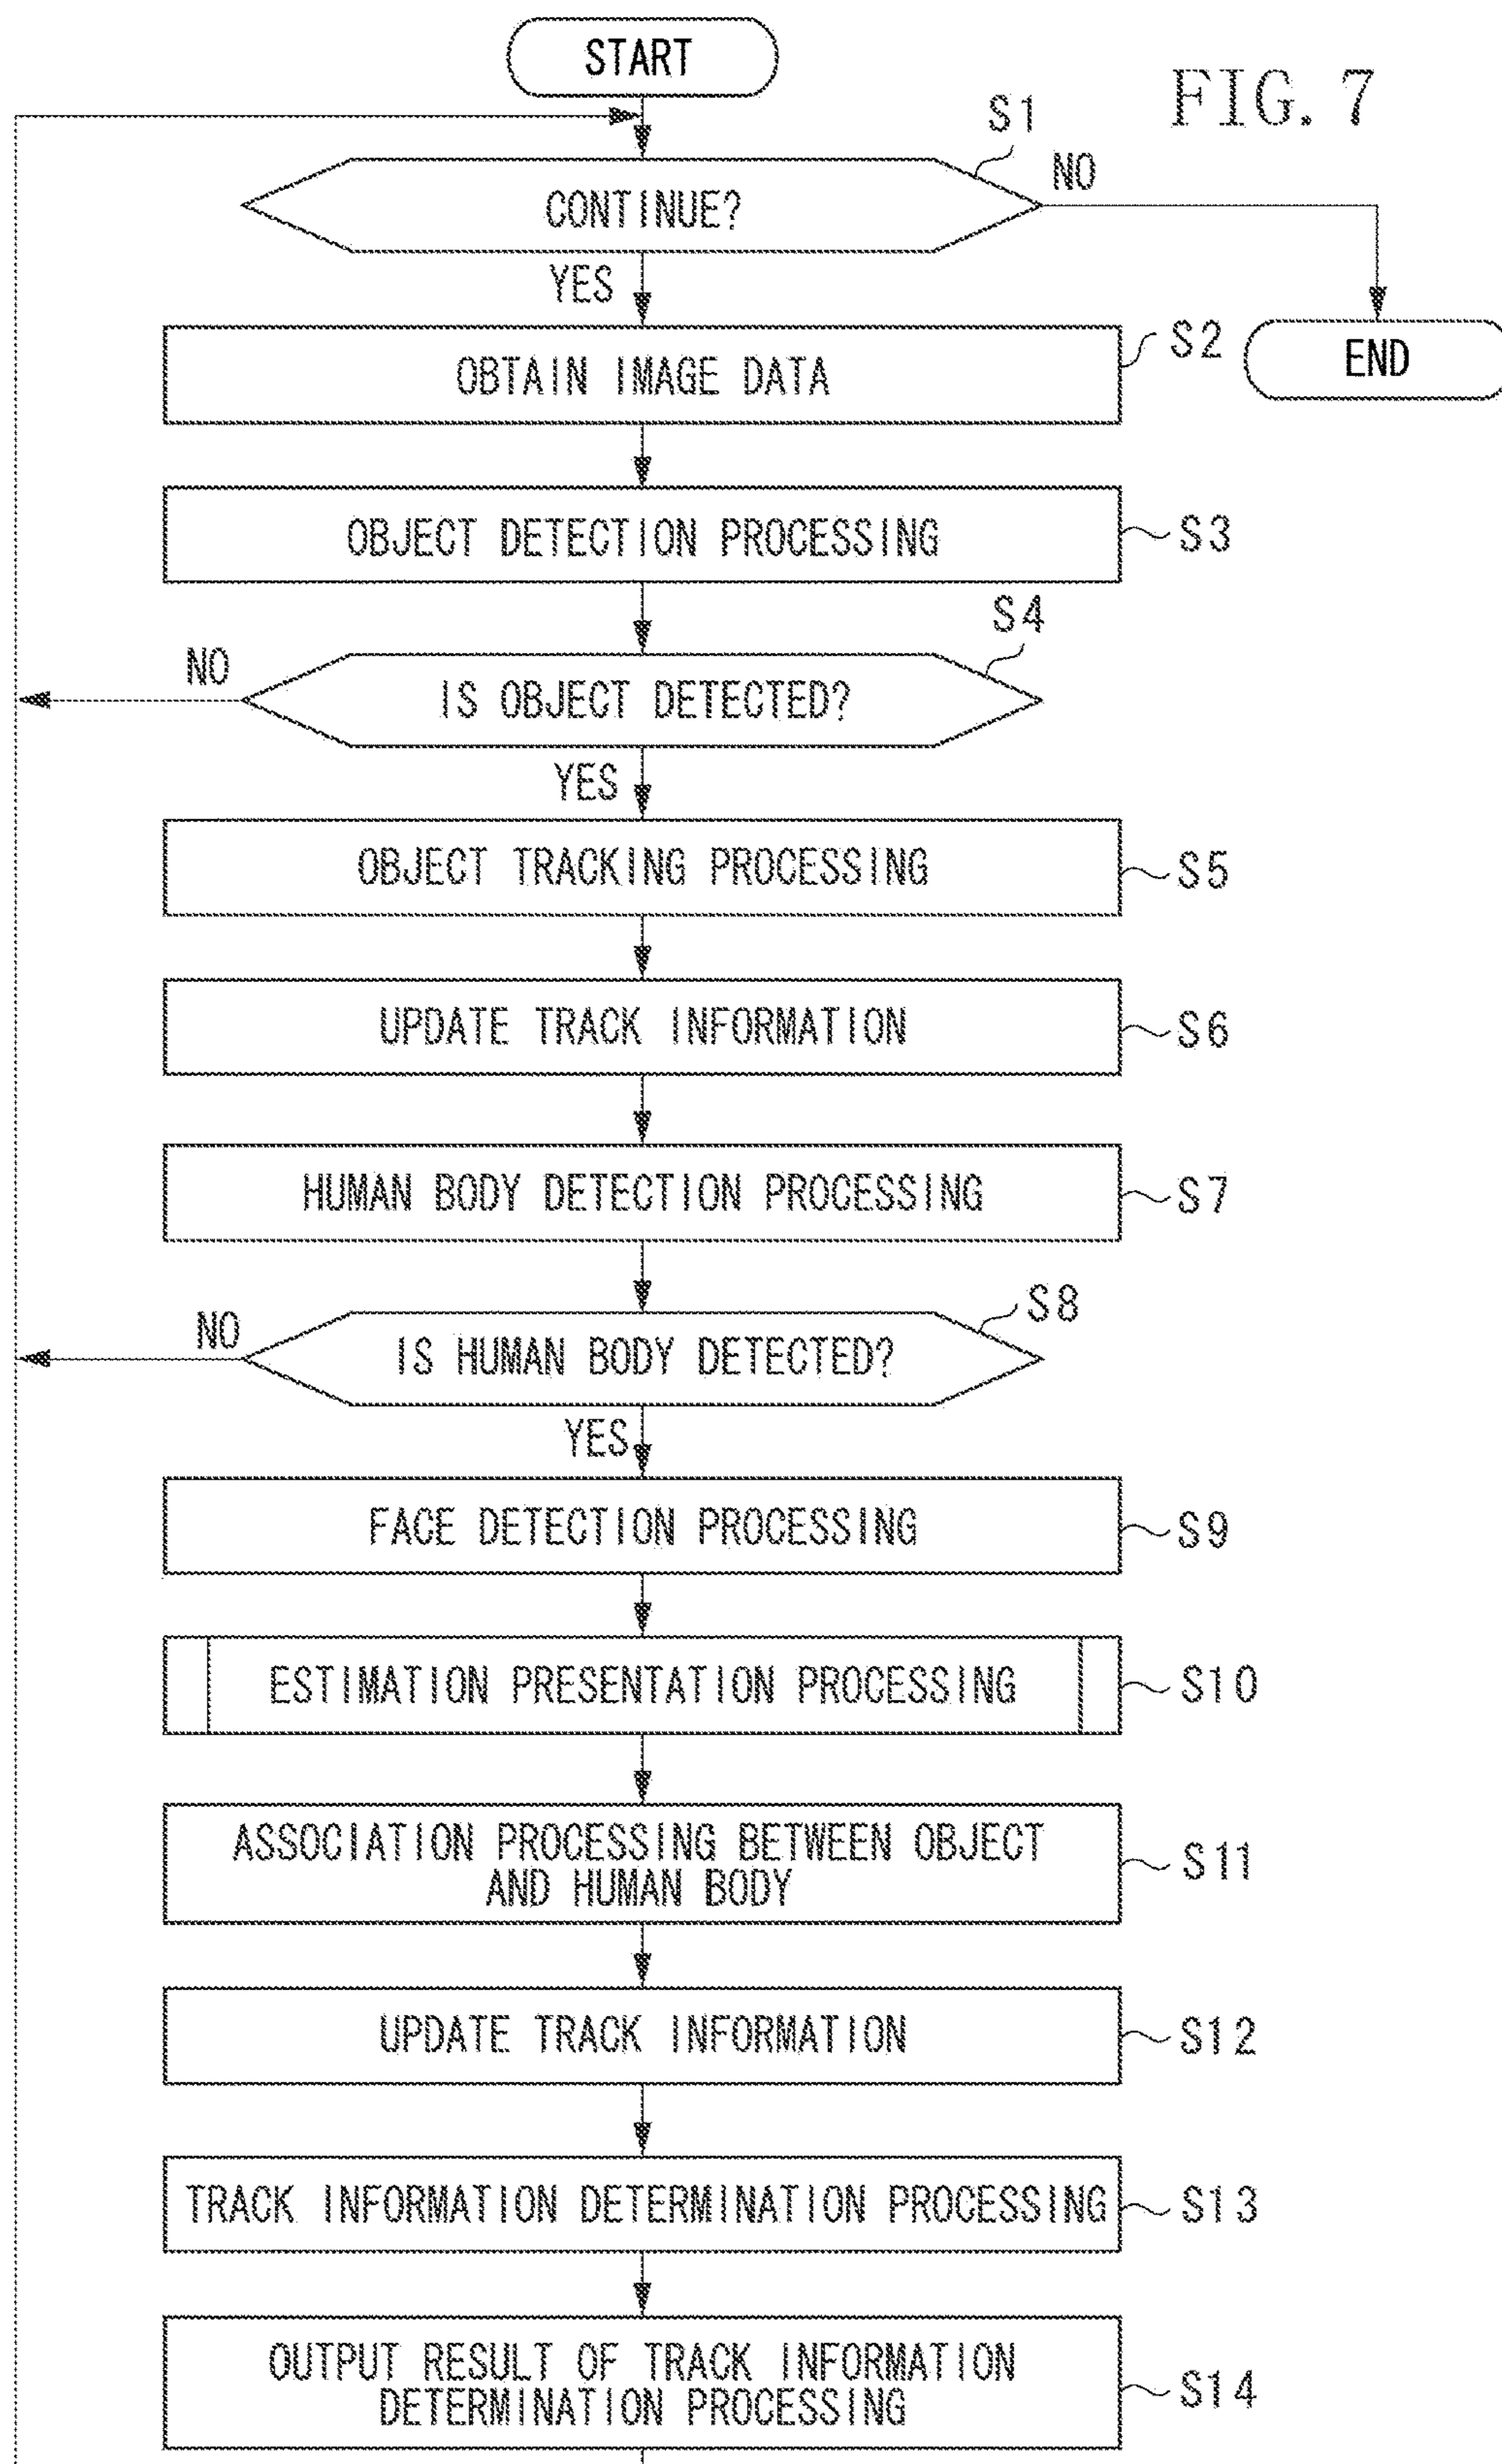 START
FIG. 7
S1
CONTINUE?
NO
YES
OBTAIN IMAGE DATA
S2
END
OBJECT DETECTION PROCESSING
S3
S4
NO
IS OBJECT DETECTED?
YES
OBJECT TRACKING PROCESSING
S5
UPDATE TRACK INFORMATION
S6
HUMAN BODY DETECTION PROCESSING
S7
S8
NO
IS HUMAN BODY DETECTED?
YES
FACE DETECTION PROCESSING
S9
ESTIMATION PRESENTATION PROCESSING
S10
ASSOCIATION PROCESSING BETWEEN OBJECT
AND HUMAN BODY
S11
UPDATE TRACK INFORMATION
S12
TRACK INFORMATION DETERMINATION PROCESSING
S13
OUTPUT RESULT OF TRACK INFORMATION
DETERMINATION PROCESSING
S14